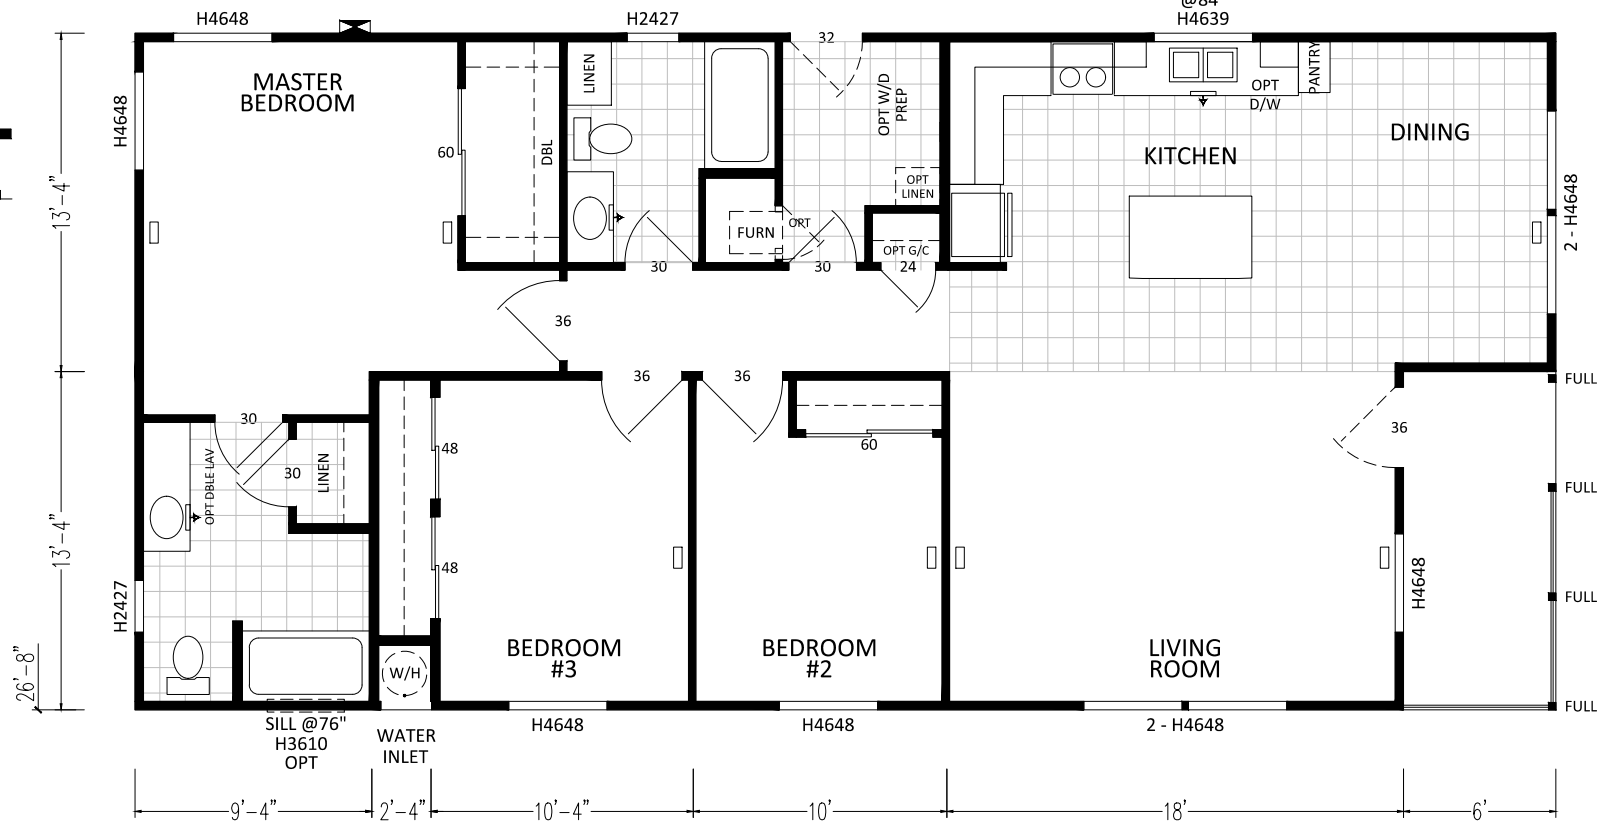 @84"
H4648
H2427
H4639
32
MASTER
BEDROOM
H4648
60
DBL
LINEN
OPT W/D
PREP
OPT
LINEN
PANTRY
OPT
D/W
KITCHEN
DINING
2 - H4648
13'-4"
FURN
OPT
OPT G/C
30
30
24
36
36
36
FULL
30
36
48
60
OPT DBLE LAV
30
LINEN
FULL
13'-4"
48
H4648
H2427
FULL
BEDROOM
#3
BEDROOM
#2
LIVING
ROOM
W/H
26'-8"
FULL
SILL @76"
H3610
OPT
WATER
INLET
H4648
H4648
2 - H4648
9'-4"
2'-4"
10'-4"
10'
18'
6'